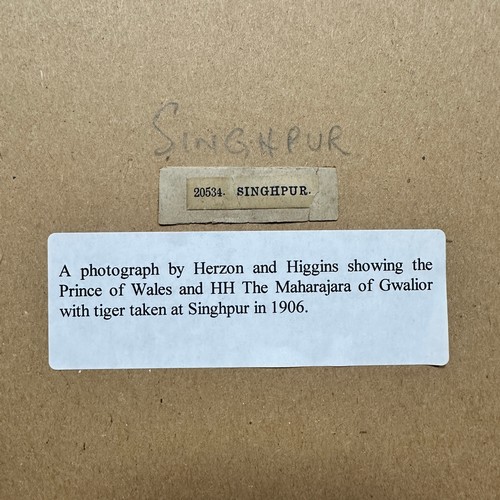 SINGHPUR
20534. SINGHPUR.
A photograph by Herzon and Higgins showing the
Prince of Wales and HH The Maharajara of Gwalior
with tiger taken at Singhpur in 1906.